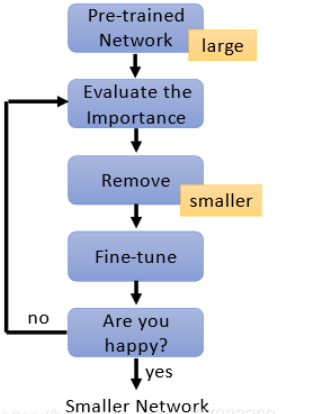 Pre-trained
Network
large
Evaluate the
Importance
Remove
smaller
Fine-tune
no
Are you
happy?
yes
Smaller Network